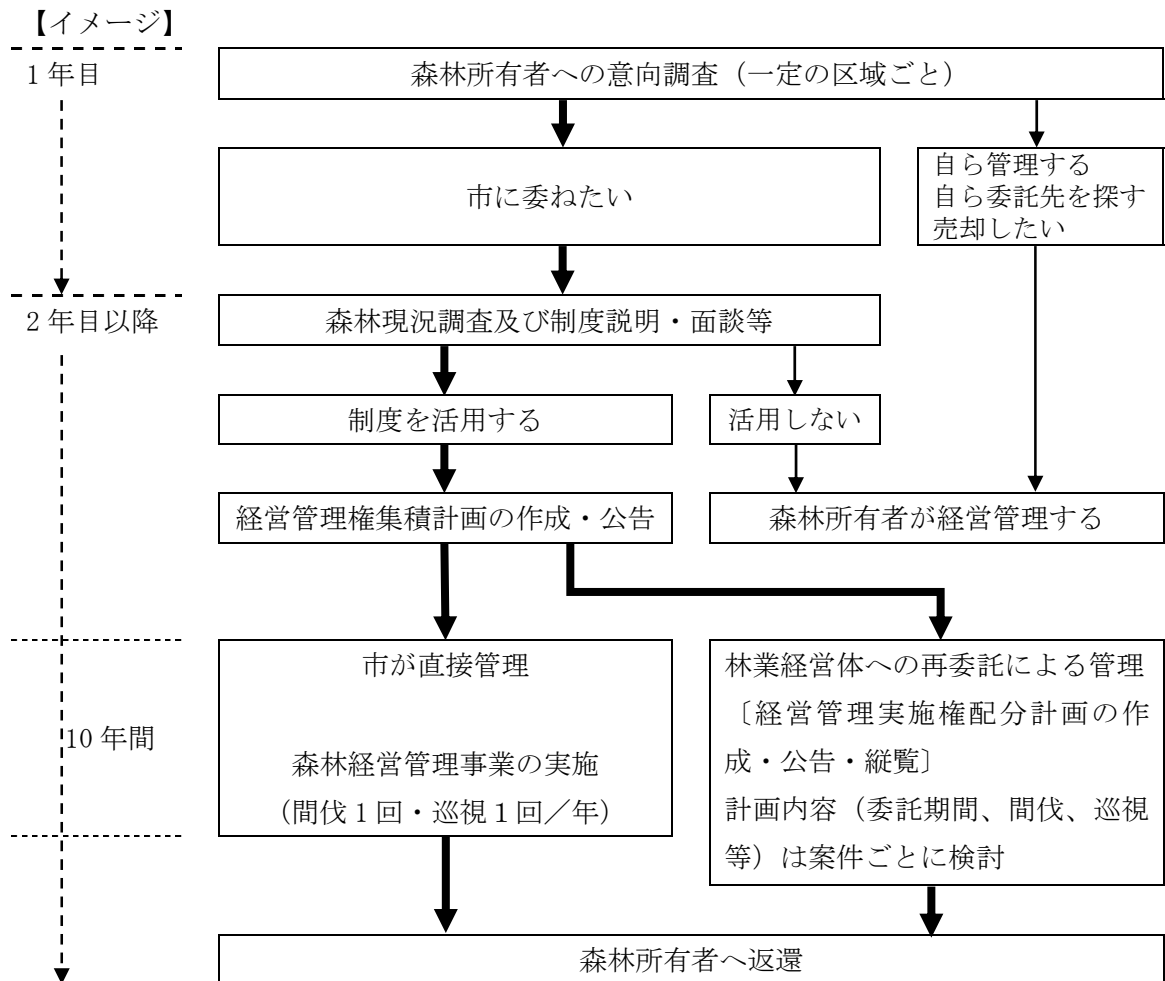 【イメージ】
1年目
森林所有者への意向調査（一定の区域ごと）
市に委ねたい
自ら管理する
自ら委託先を探す
売却したい
2年目以降
森林現況調査及び制度説明・面談等
制度を活用する
活用しない
経営管理権集積計画の作成・公告
森林所有者が経営管理する
10年間
市が直接管理
森林経営管理事業の実施
（間伐1回・巡視1回／年）
林業経営体への再委託による管理
〔経営管理実施権配分計画の作
成・公告・縦覧〕
計画内容（委託期間、間伐、巡視
等）は案件ごとに検討
森林所有者へ返還